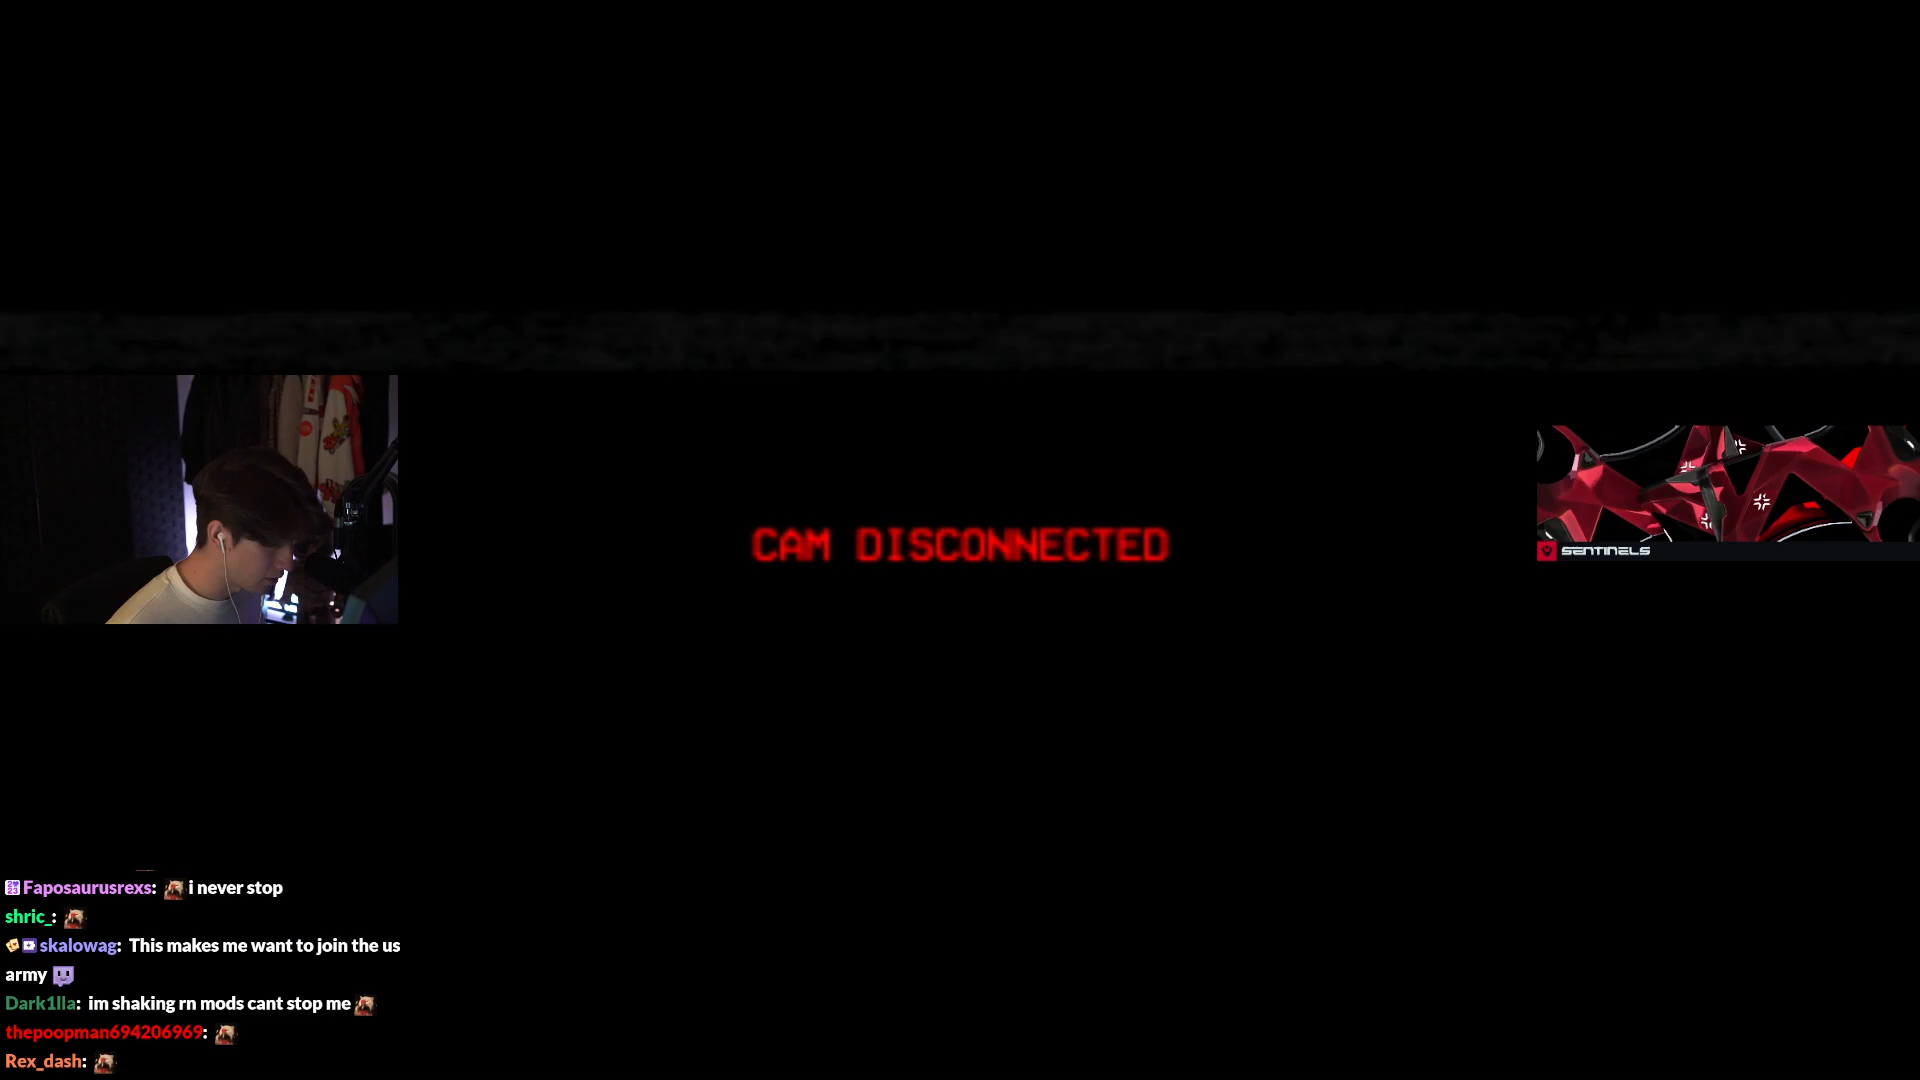 CAM DISCONNECTED
SENTINELS
Faposaurusrexs: i never stop
shric_:
skalowag: This makes me want to join the us
army
Dark1lla: im shaking rn mods cant stop me
thepoopman694206969:
Rex_dash: